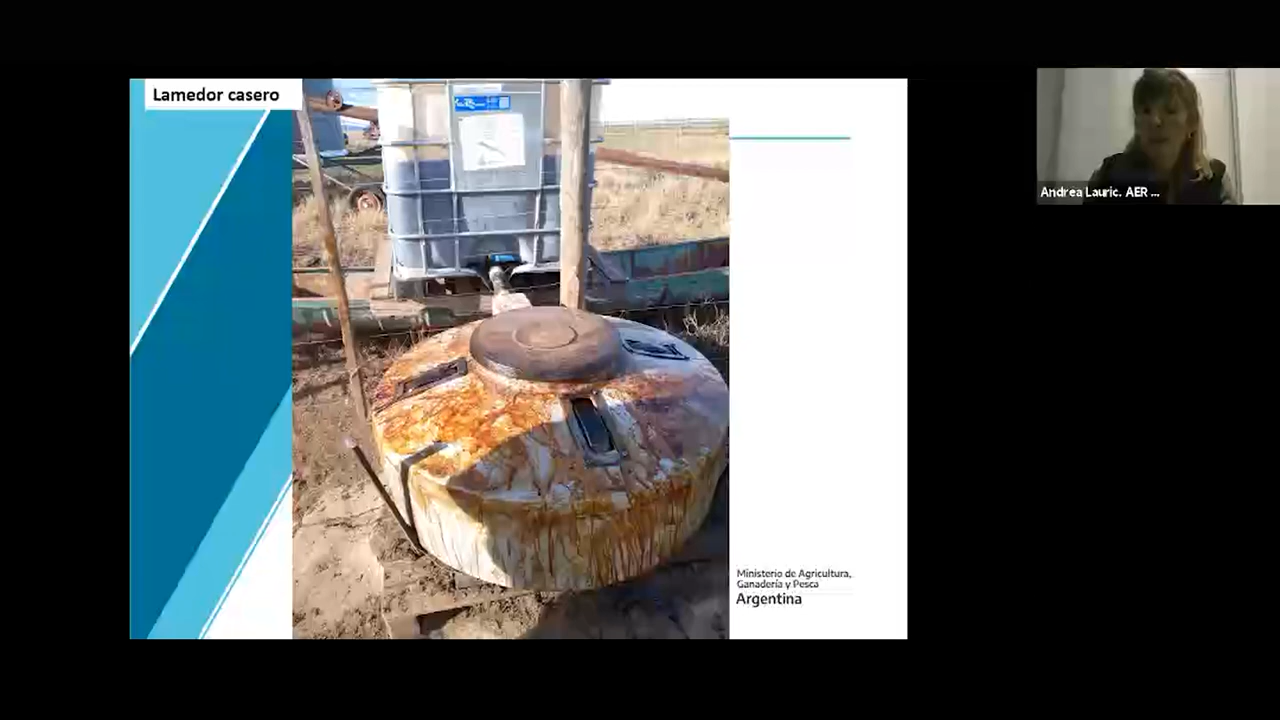 Lamedor casero
Andrea Lauric. AER ...
Ministerio de Agricultura,
Ganadería y Pesca
Argentina